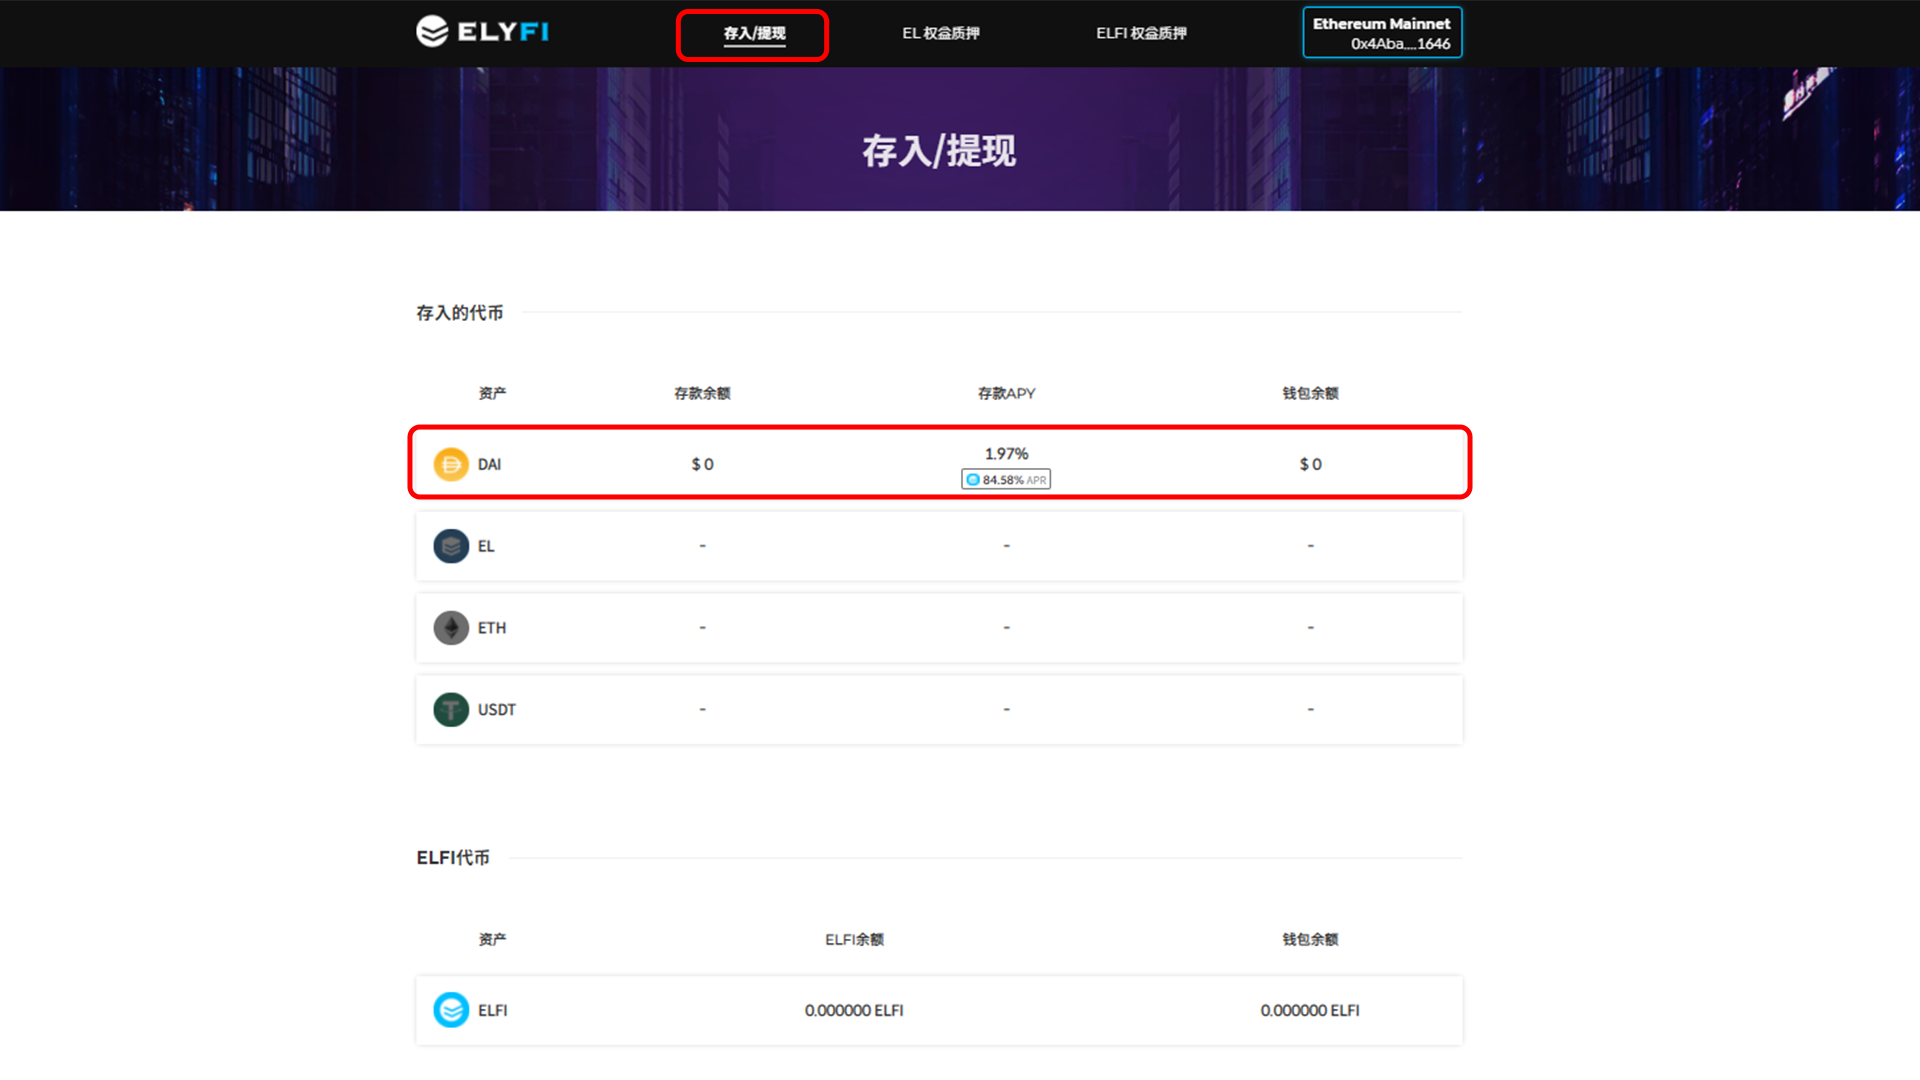 ELYFI
存入/提现
EL 权益质押
ELFI 权益质押
Ethereum Mainnet
0x4Aba....1646
存入/提现
存入的代币
资产 存款余额 存款APY 钱包余额
DAI $ 0 1.97% $ 0
84.58% APR
EL - - -
ETH - - -
USDT - - -
ELFI代币
资产 ELFI余额 钱包余额
ELFI 0.000000 ELFI 0.000000 ELFI